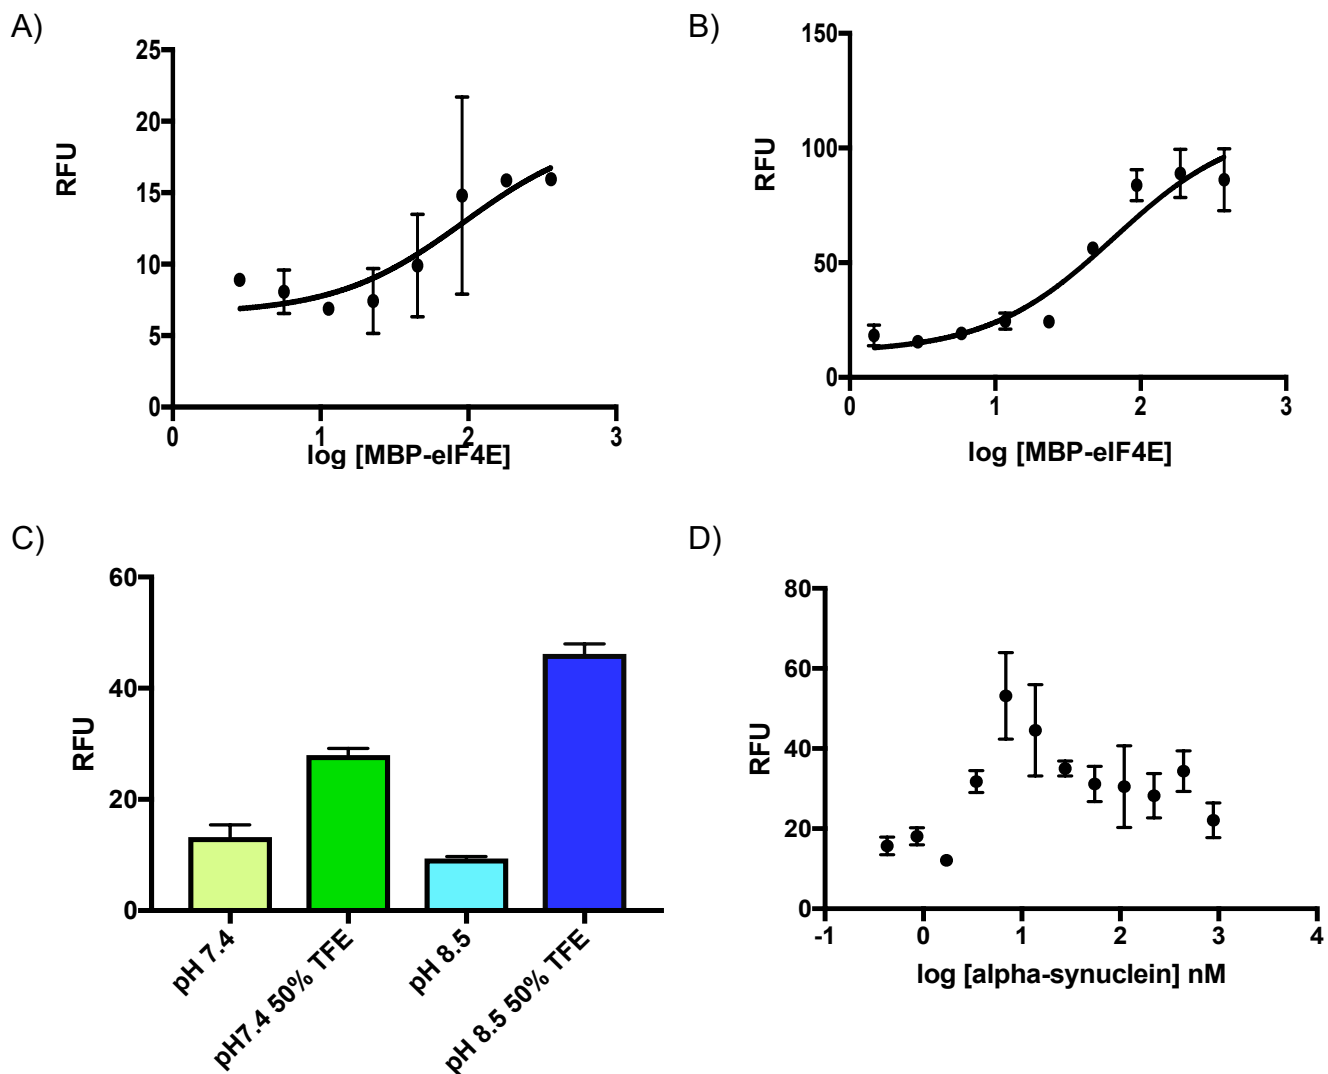 A)
RFU
25
20
15
10
5
0
0
1
2
3
log [MBP-eIF4E]
B)
RFU
150
100
50
0
0
1
2
3
log [MBP-eIF4E]
C)
RFU
60
40
20
0
pH 7.4
pH7.4 50% TFE
pH 8.5
pH 8.5 50% TFE
D)
RFU
80
60
40
20
0
-1
0
1
2
3
4
log [alpha-synuclein] nM